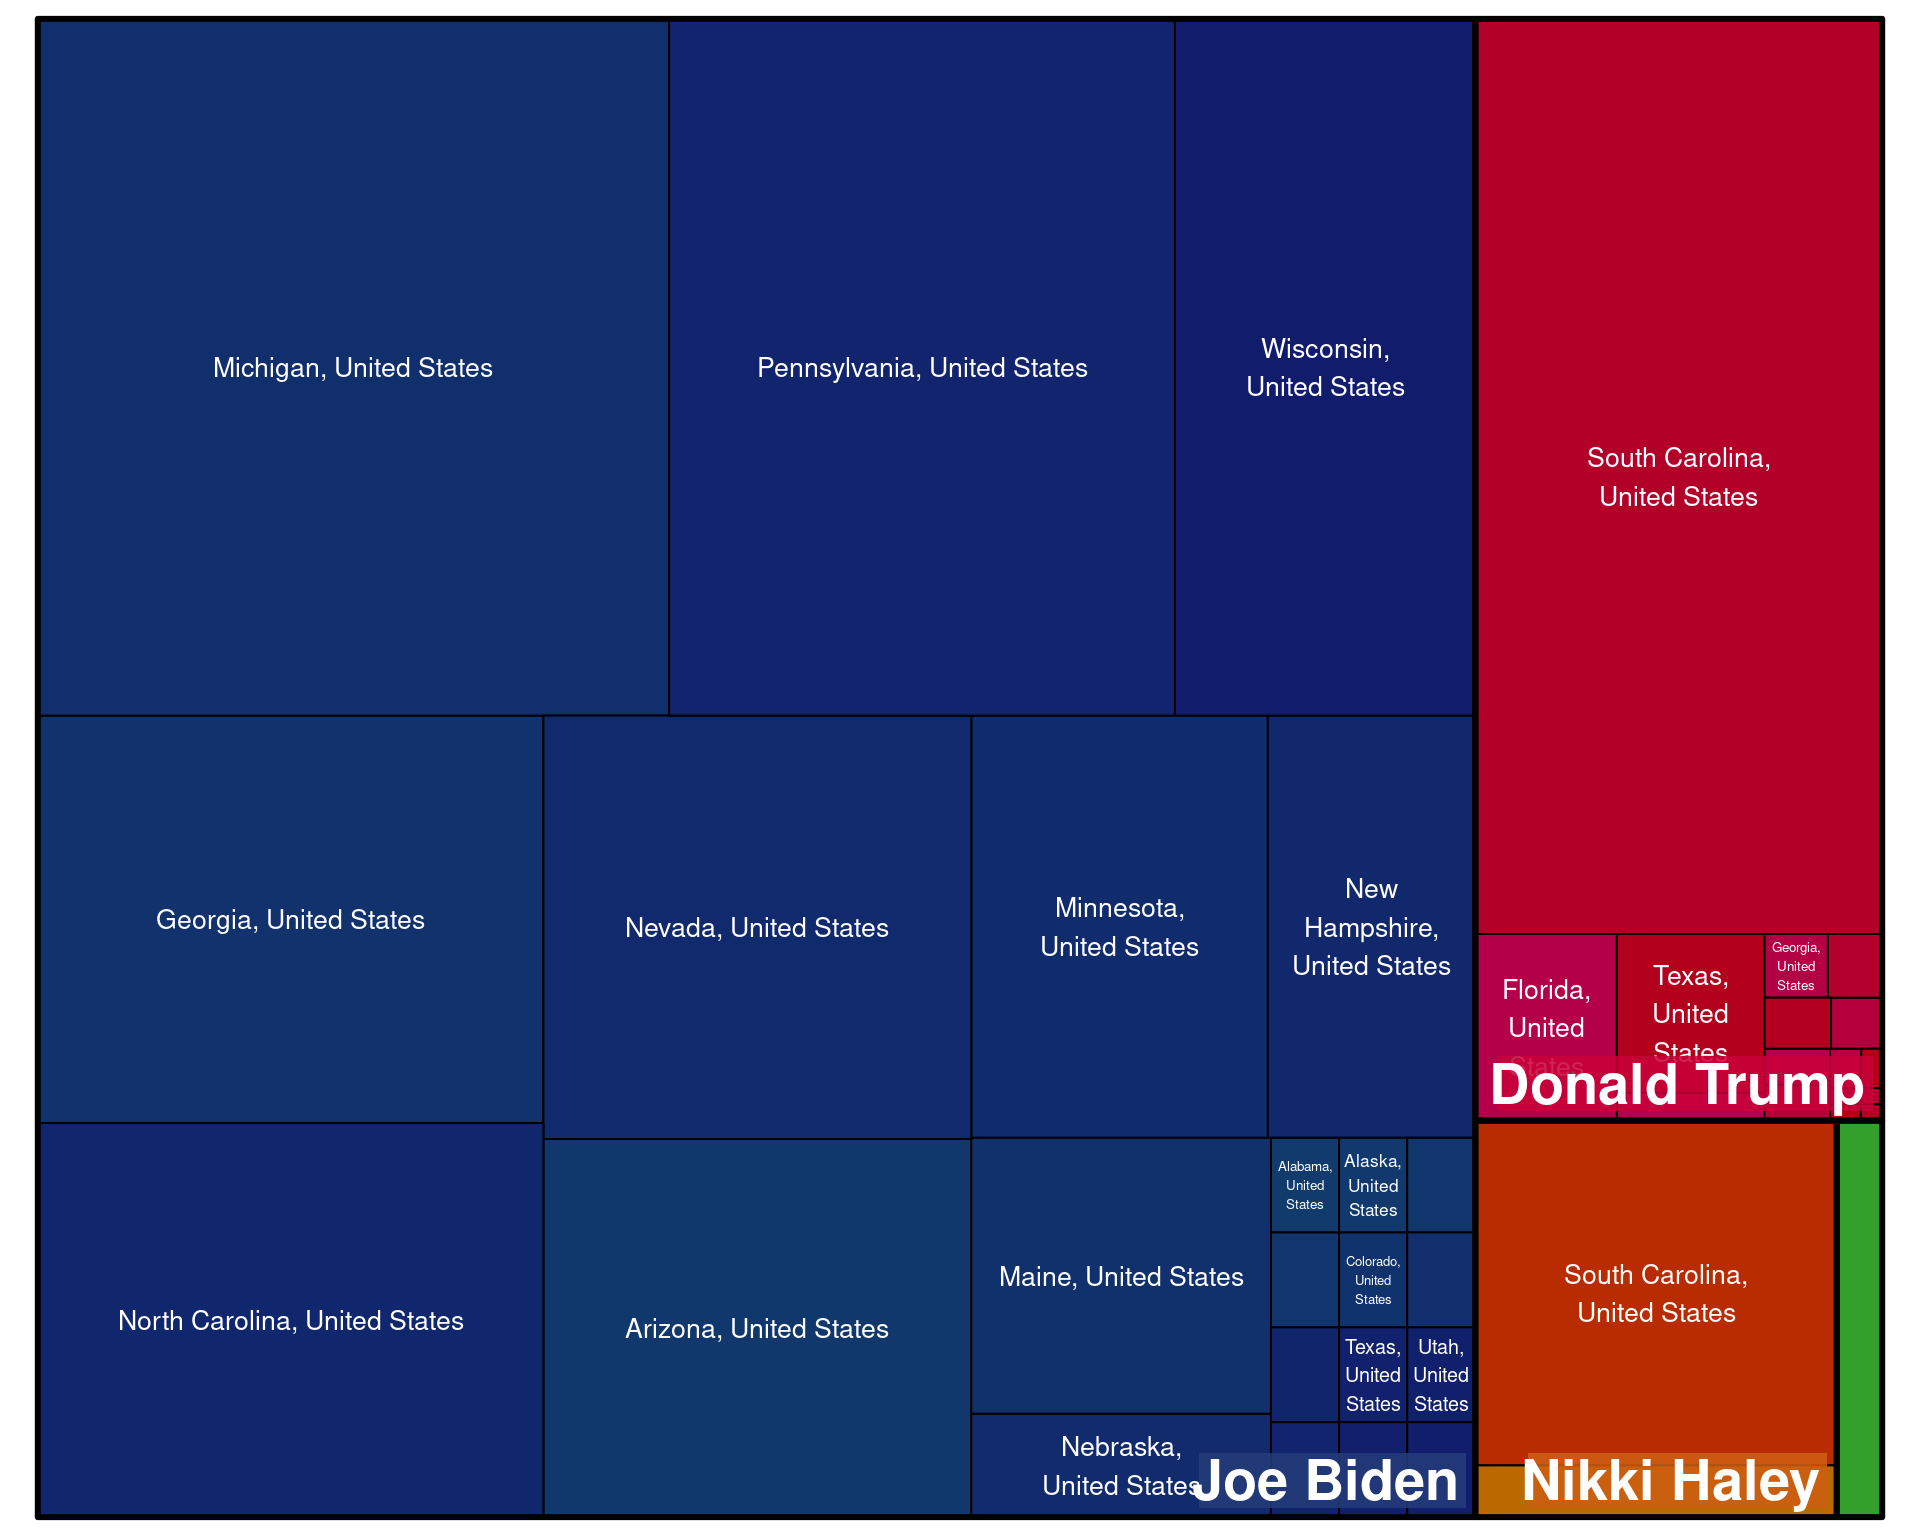 Michigan, United States
Pennsylvania, United States
Wisconsin,
United States
South Carolina,
United States
Georgia, United States
Nevada, United States
Minnesota,
United States
New
Hampshire,
United States
Florida,
United
States
Texas,
United
States
Georgia,
United
States
Donald Trump
North Carolina, United States
Arizona, United States
Maine, United States
Alabama,
United
States
Alaska,
United
States
Colorado,
United
States
Texas,
United
States
Utah,
United
States
Nebraska,
United States
Joe Biden
South Carolina,
United States
Nikki Haley